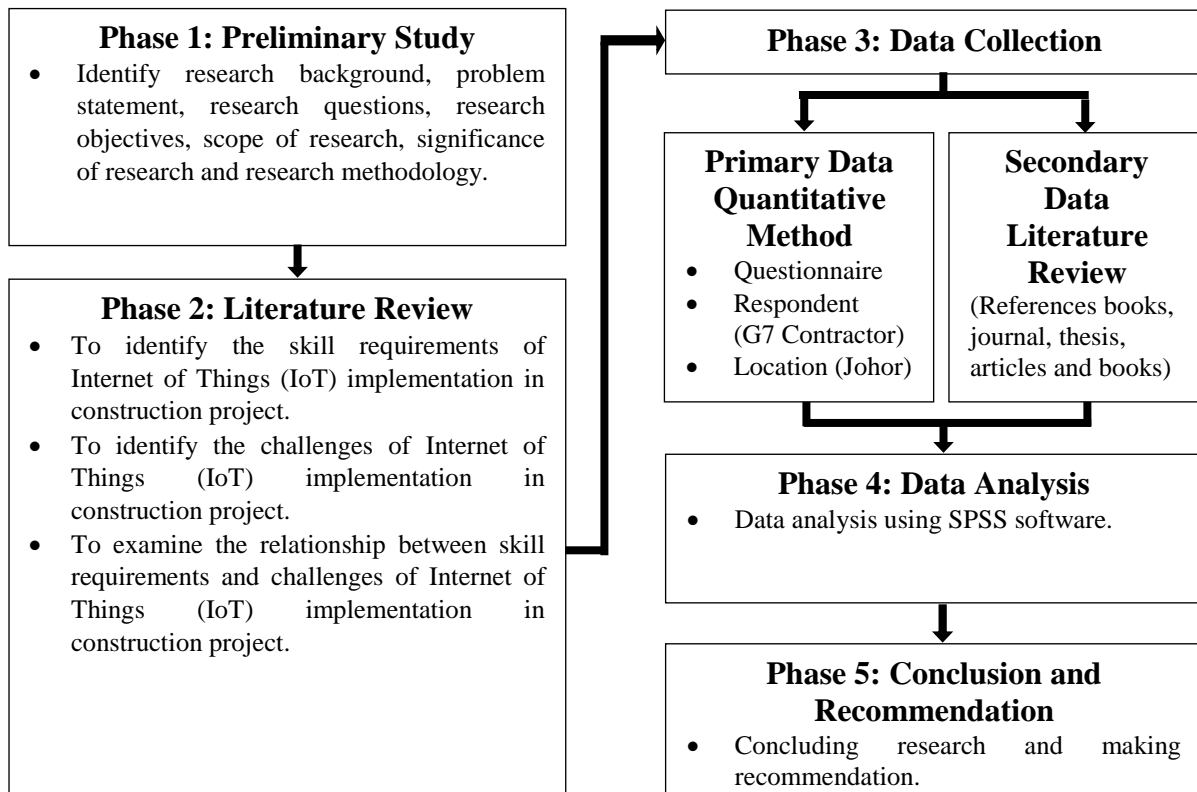 Phase 1: Preliminary Study
• Identify research background, problem
statement, research questions, research
objectives, scope of research, significance
of research and research methodology.
Phase 2: Literature Review
• To identify the skill requirements of
Internet of Things (IoT) implementation in
construction project.
• To identify the challenges of Internet of
Things (IoT) implementation in
construction project.
• To examine the relationship between skill
requirements and challenges of Internet of
Things (IoT) implementation in
construction project.
Phase 3: Data Collection
Primary Data
Quantitative
Method
• Questionnaire
• Respondent
(G7 Contractor)
• Location (Johor)
Secondary
Data
Literature
Review
(References books,
journal, thesis,
articles and books)
Phase 4: Data Analysis
• Data analysis using SPSS software.
Phase 5: Conclusion and
Recommendation
• Concluding research and making
recommendation.